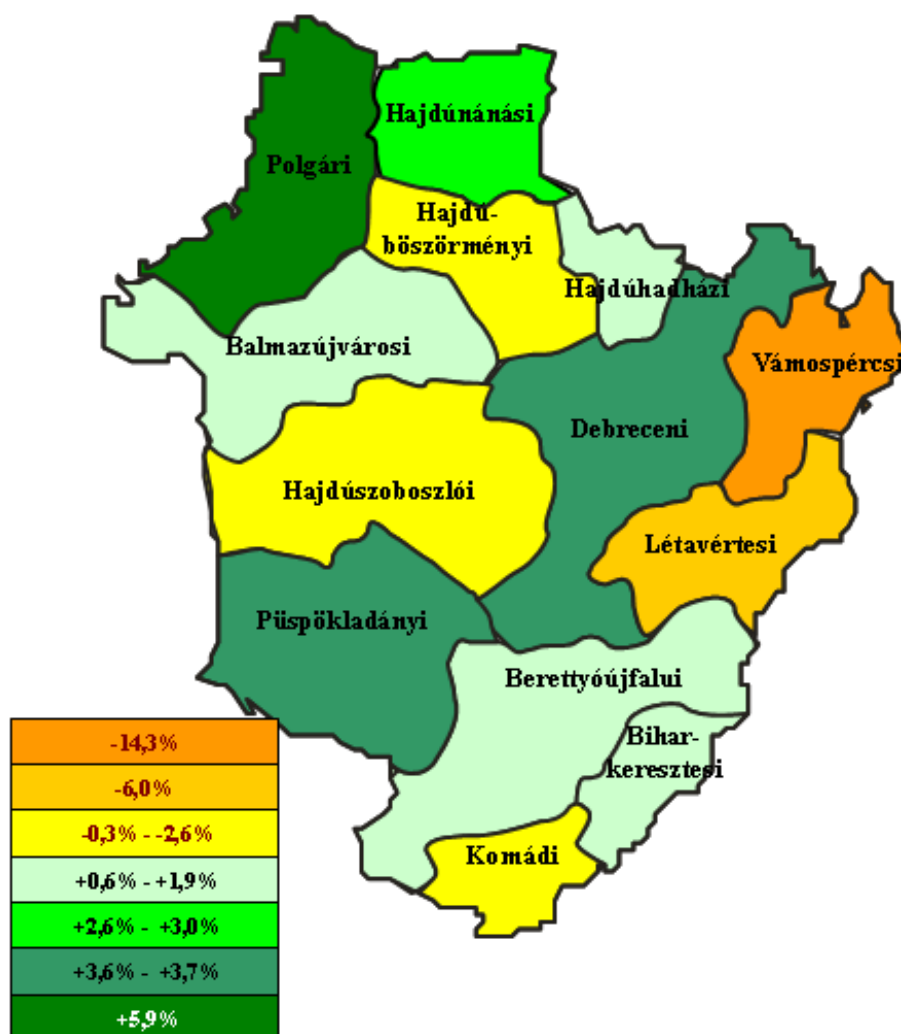 Hajdúnánási
Polgári
Hajdú-
böszörményi
Hajdúhadházi
Balmazújvárosi
Vámospércsi
Debreceni
Hajdúszoboszlói
Létavértesi
Püspökladányi
Berettyóújfalui
Bihar-
keresztesi
Komádi
-14,3%
-6,0%
-0,3% - -2,6%
+0,6% - +1,9%
+2,6% - +3,0%
+3,6% - +3,7%
+5,9%